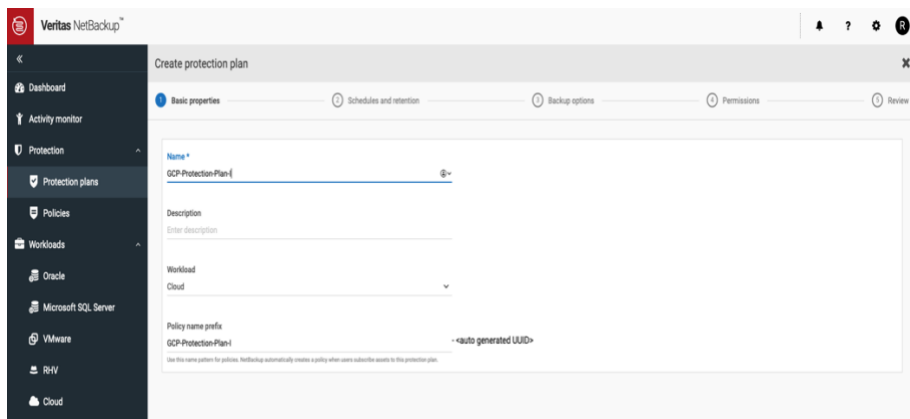 Veritas NetBackup™
?
R
«
Dashboard
Activity monitor
Protection
Protection plans
Policies
Workloads
Oracle
Microsoft SQL Server
VMware
RHV
Cloud
Create protection plan
1 Basic properties
2 Schedules and retention
3 Backup options
4 Permissions
5 Review
Name *
GCP-Protection-Plan-I
Description
Enter description
Workload
Cloud
Policy name prefix
GCP-Protection-Plan-I
- <auto generated UUID>
Use this name pattern for policies. NetBackup automatically creates a policy when users subscribe assets to this protection plan.